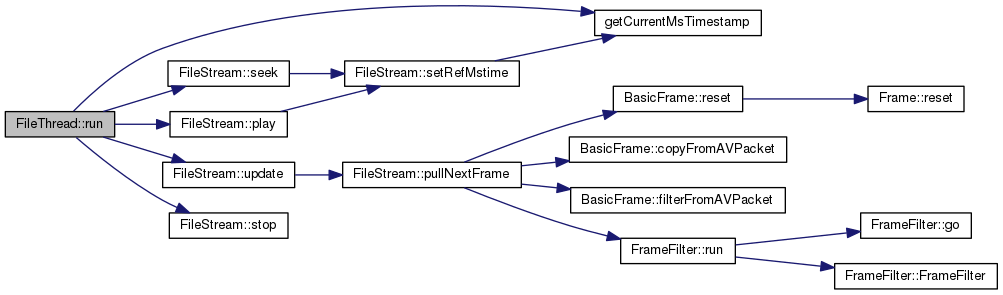 FileThread::run
getCurrentMsTimestamp
FileStream::seek
FileStream::setRefMstime
FileStream::play
FileStream::update
FileStream::stop
FileStream::pullNextFrame
BasicFrame::reset
Frame::reset
BasicFrame::copyFromAVPacket
BasicFrame::filterFromAVPacket
FrameFilter::run
FrameFilter::go
FrameFilter::FrameFilter